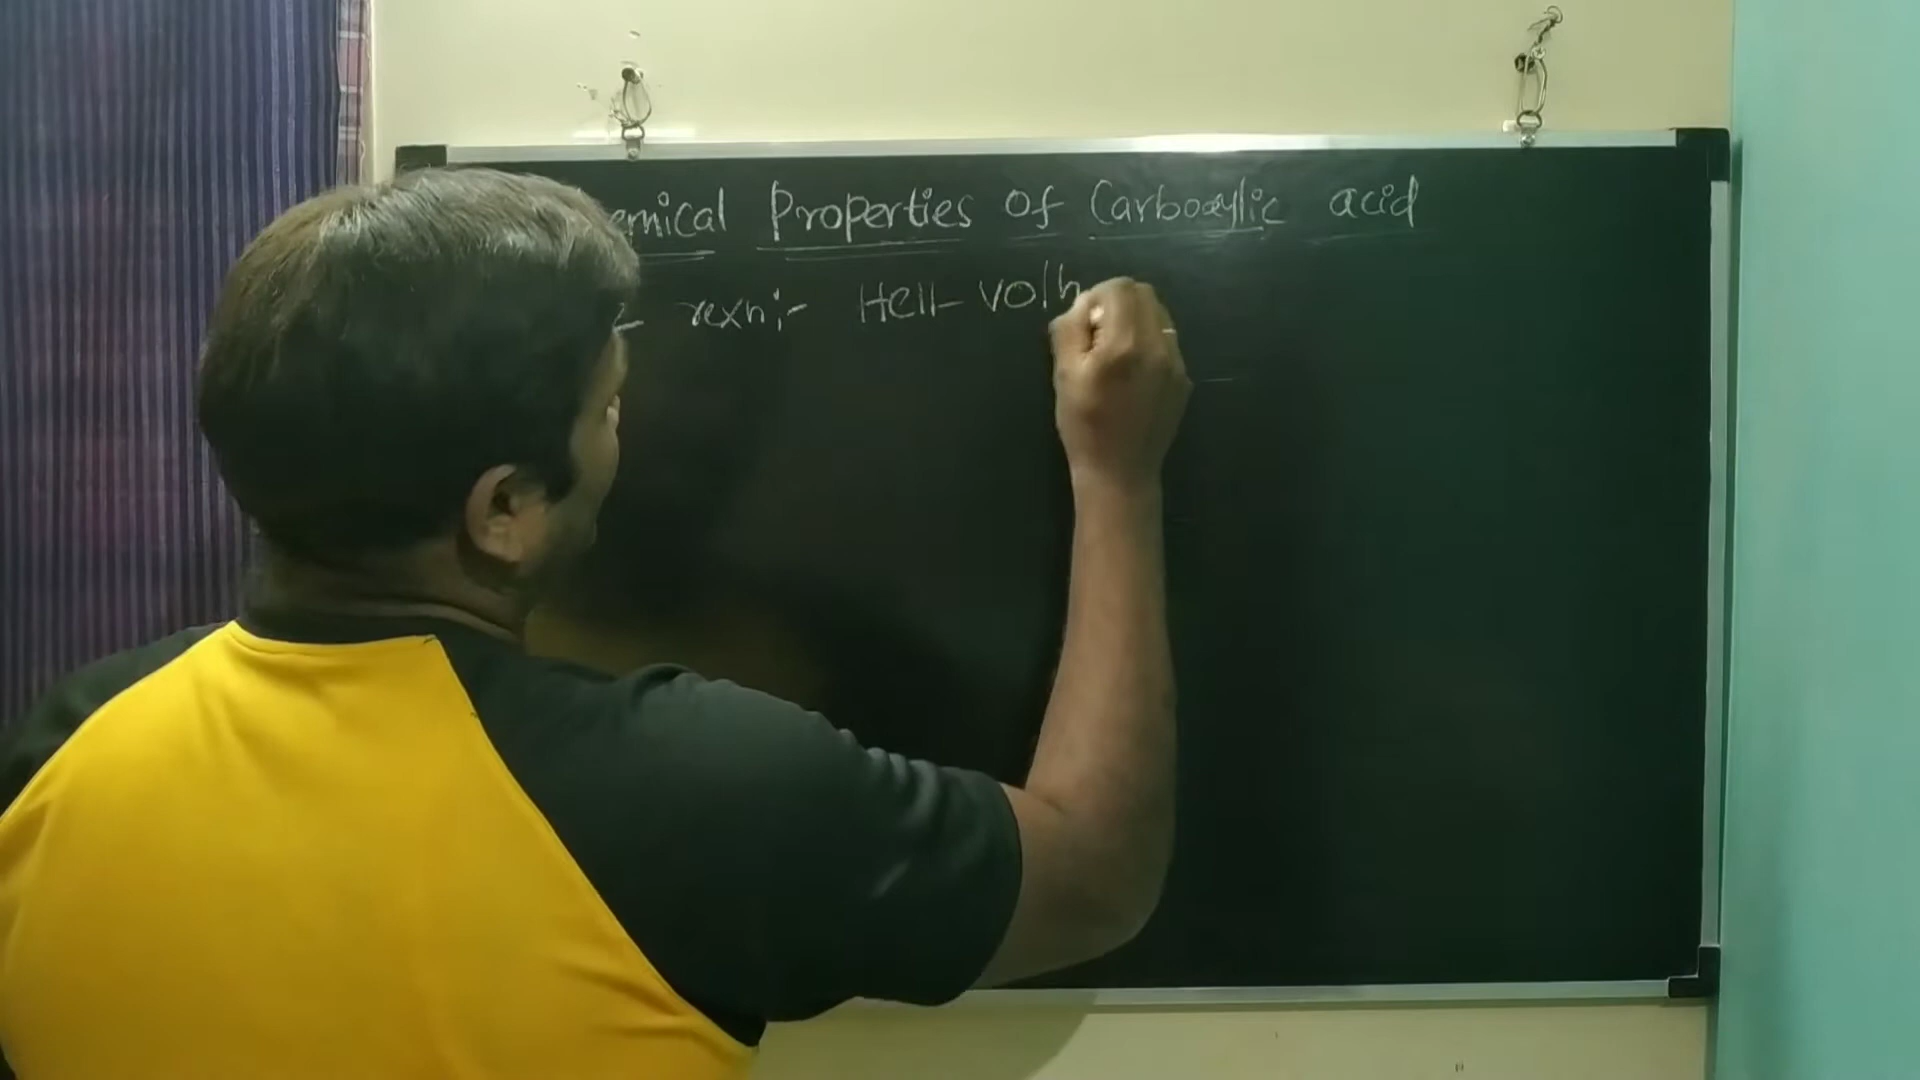 emical Properties Of Carboxylic acid
rexn:- Hell- Volh